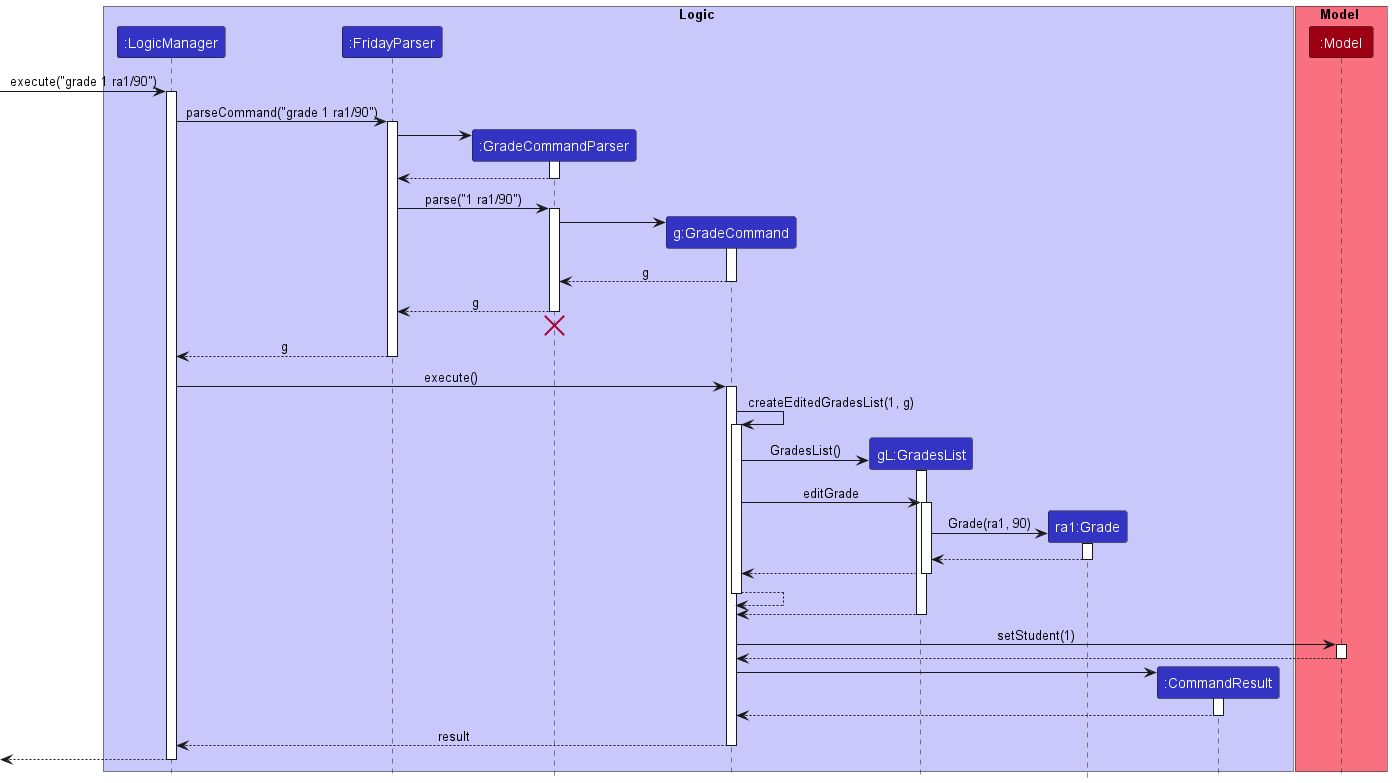 Logic
Model
:LogicManager
:FridayParser
:Model
execute("grade 1 ra1/90")
parseCommand("grade 1 ra1/90")
:GradeCommandParser
parse("1 ra1/90")
g:GradeCommand
g
g
g
execute()
createEditedGradesList(1, g)
GradesList()
gL:GradesList
editGrade
Grade(ra1, 90)
ra1:Grade
setStudent(1)
:CommandResult
result